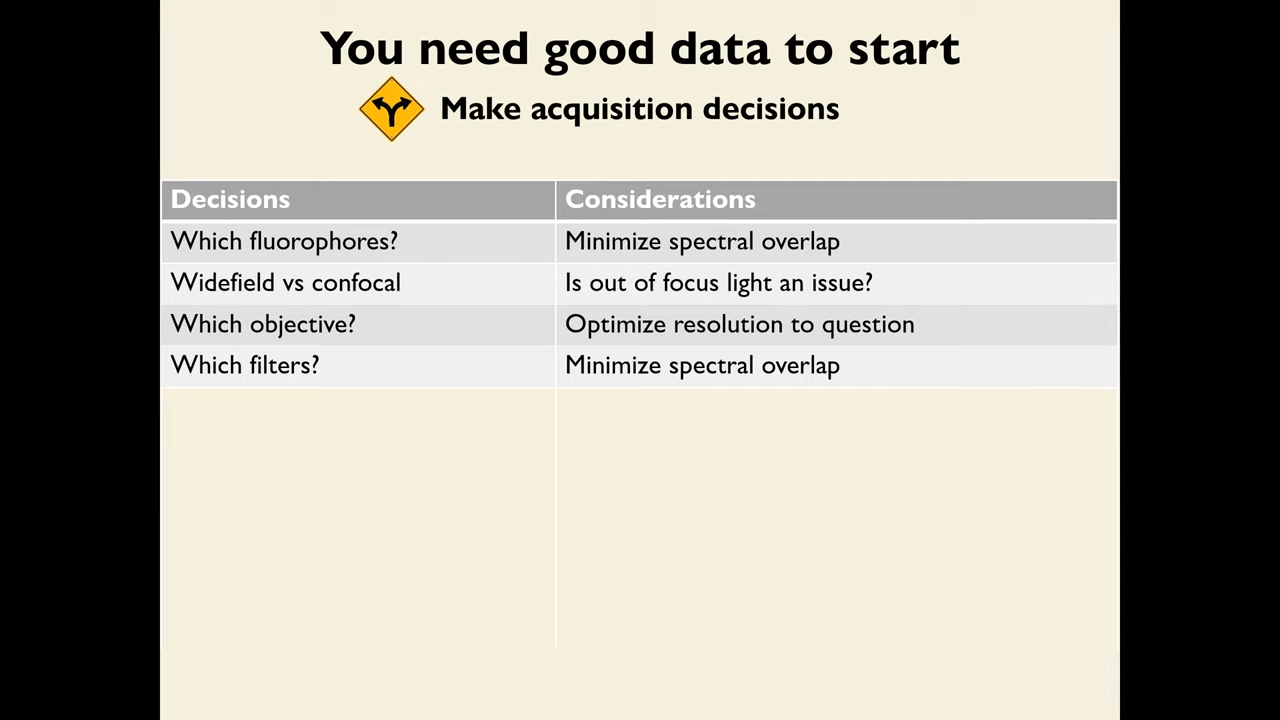 You need good data to start
Make acquisition decisions
Decisions Considerations
Which fluorophores? Minimize spectral overlap
Widefield vs confocal Is out of focus light an issue?
Which objective? Optimize resolution to question
Which filters? Minimize spectral overlap